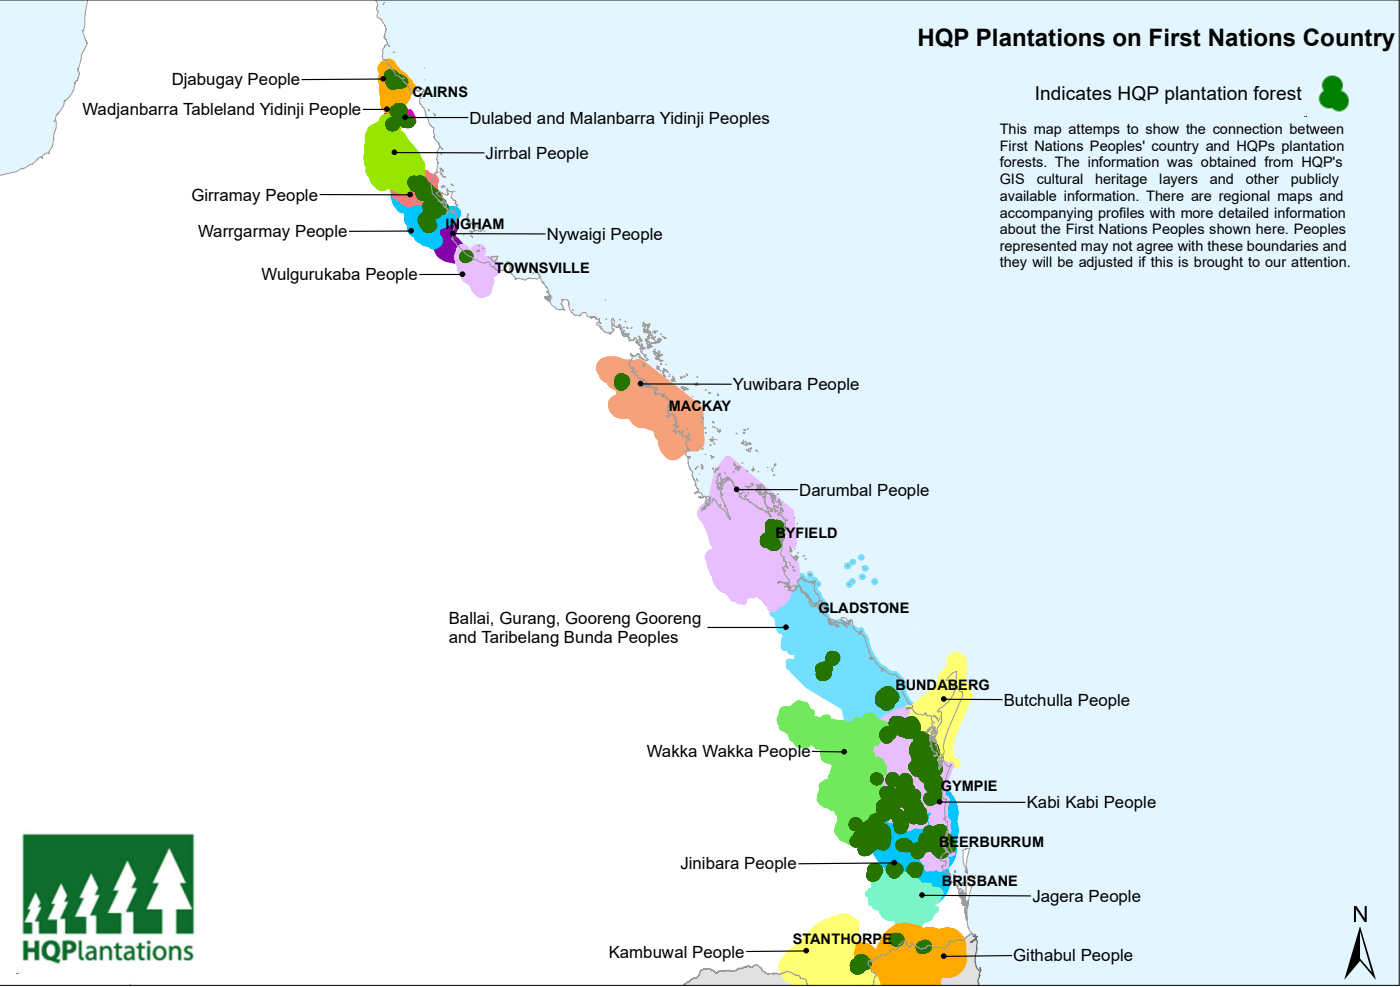 HQP Plantations on First Nations Country
Indicates HQP plantation forest
This map attemps to show the connection between
First Nations Peoples' country and HQPs plantation
forests. The information was obtained from HQP's
GIS cultural heritage layers and other publicly
available information. There are regional maps and
accompanying profiles with more detailed information
about the First Nations Peoples shown here. Peoples
represented may not agree with these boundaries and
they will be adjusted if this is brought to our attention.
Djabugay People
CAIRNS
Wadjanbarra Tableland Yidinji People
Dulabed and Malanbarra Yidinji Peoples
Jirrbal People
Girramay People
INGHAM
Warrgarmay People
Nywaigi People
Wulgurukaba People
TOWNSVILLE
Yuwibara People
MACKAY
Darumbal People
BYFIELD
GLADSTONE
Ballai, Gurang, Gooreng Gooreng
and Taribelang Bunda Peoples
BUNDABERG
Butchulla People
Wakka Wakka People
GYMPIE
Kabi Kabi People
BEERBURRUM
Jinibara People
BRISBANE
Jagera People
STANTHORPE
Kambuwal People
Githabul People
HQPlantations
N